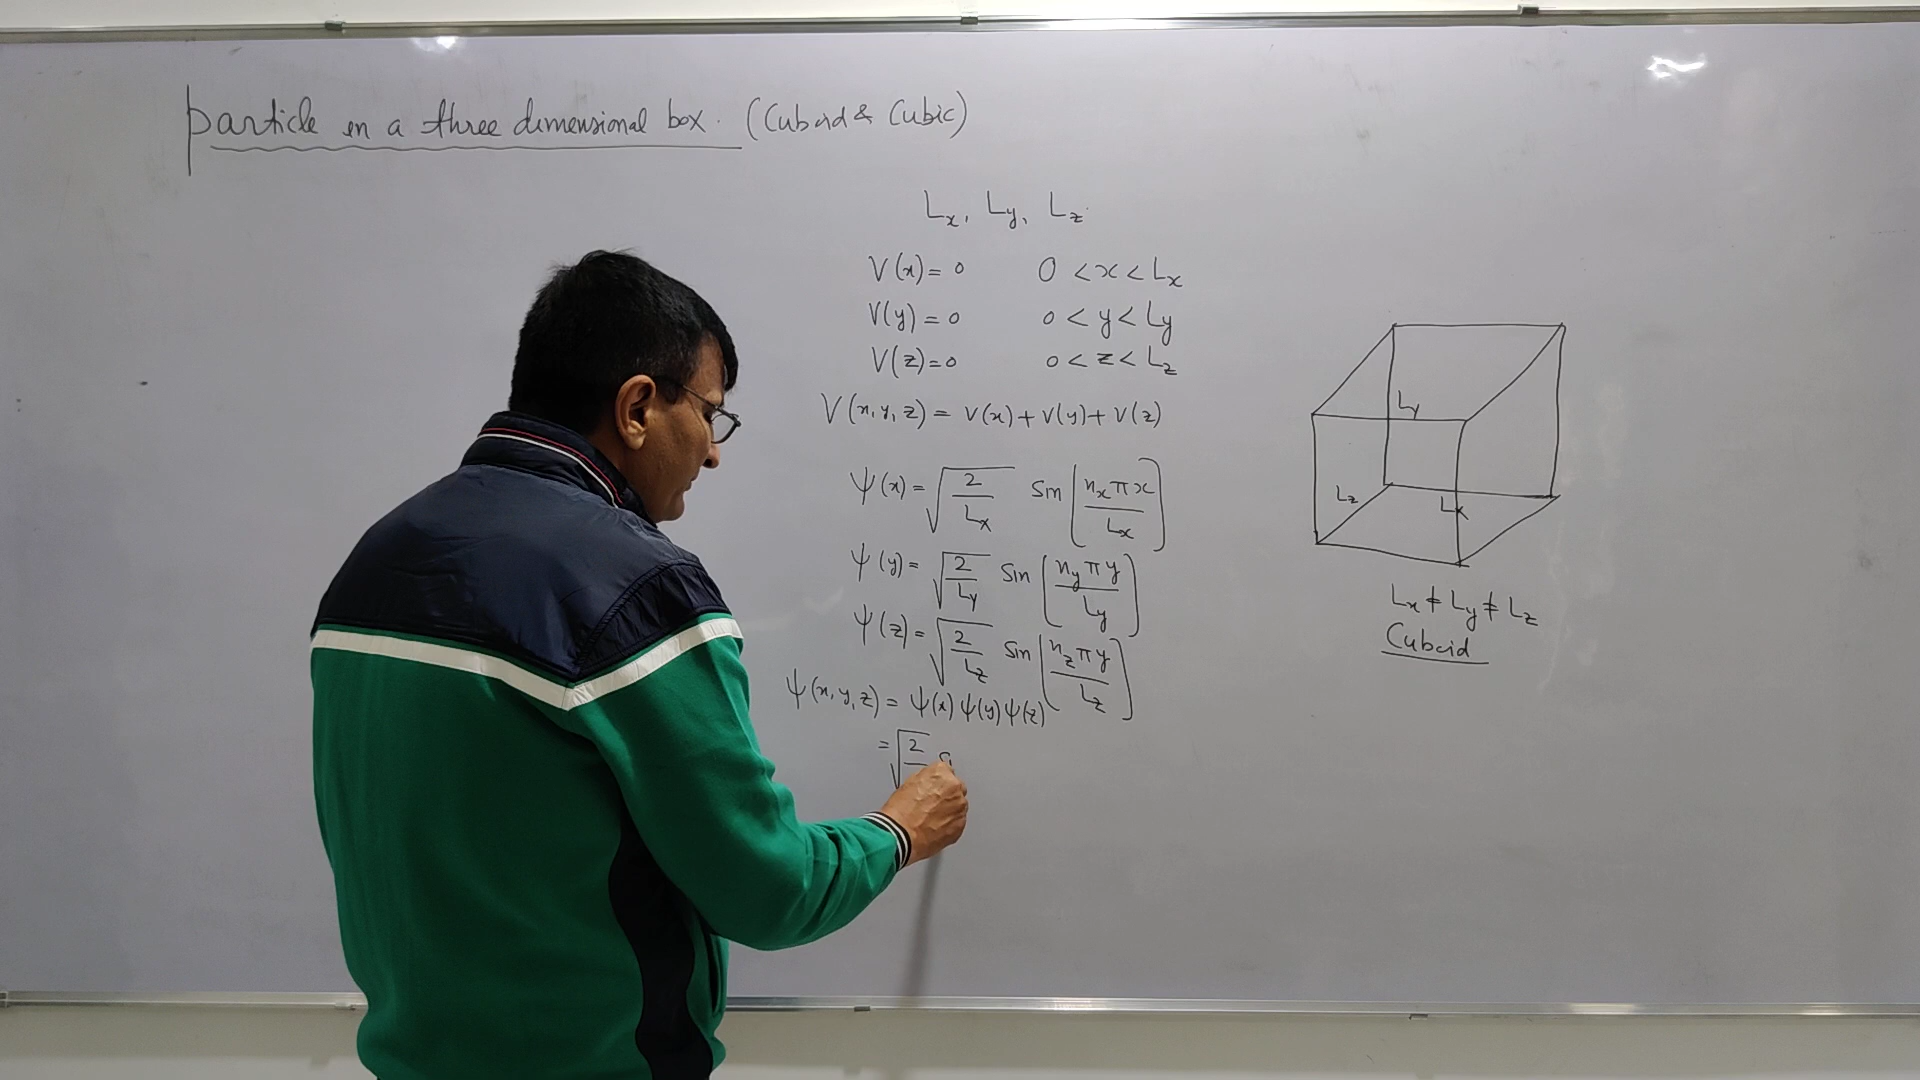 Particle in a three dimensional box. (Cuboid & Cubic)
Lx, Ly, Lz
V(x) = 0 0 < x < Lx
V(y) = 0 0 < y < Ly
V(z) = 0 0 < z < Lz
V(x, y, z) = V(x) + V(y) + V(z)
ψ(x) = √(2/Lx) Sin [nxπx/Lx]
ψ(y) = √(2/Ly) Sin [nyπy/Ly]
ψ(z) = √(2/Lz) Sin [nzπy/Lz]
ψ(x, y, z) = ψ(x) ψ(y) ψ(z)
= √2
Ly
Lz
Lx
Lx ≠ Ly ≠ Lz
Cuboid